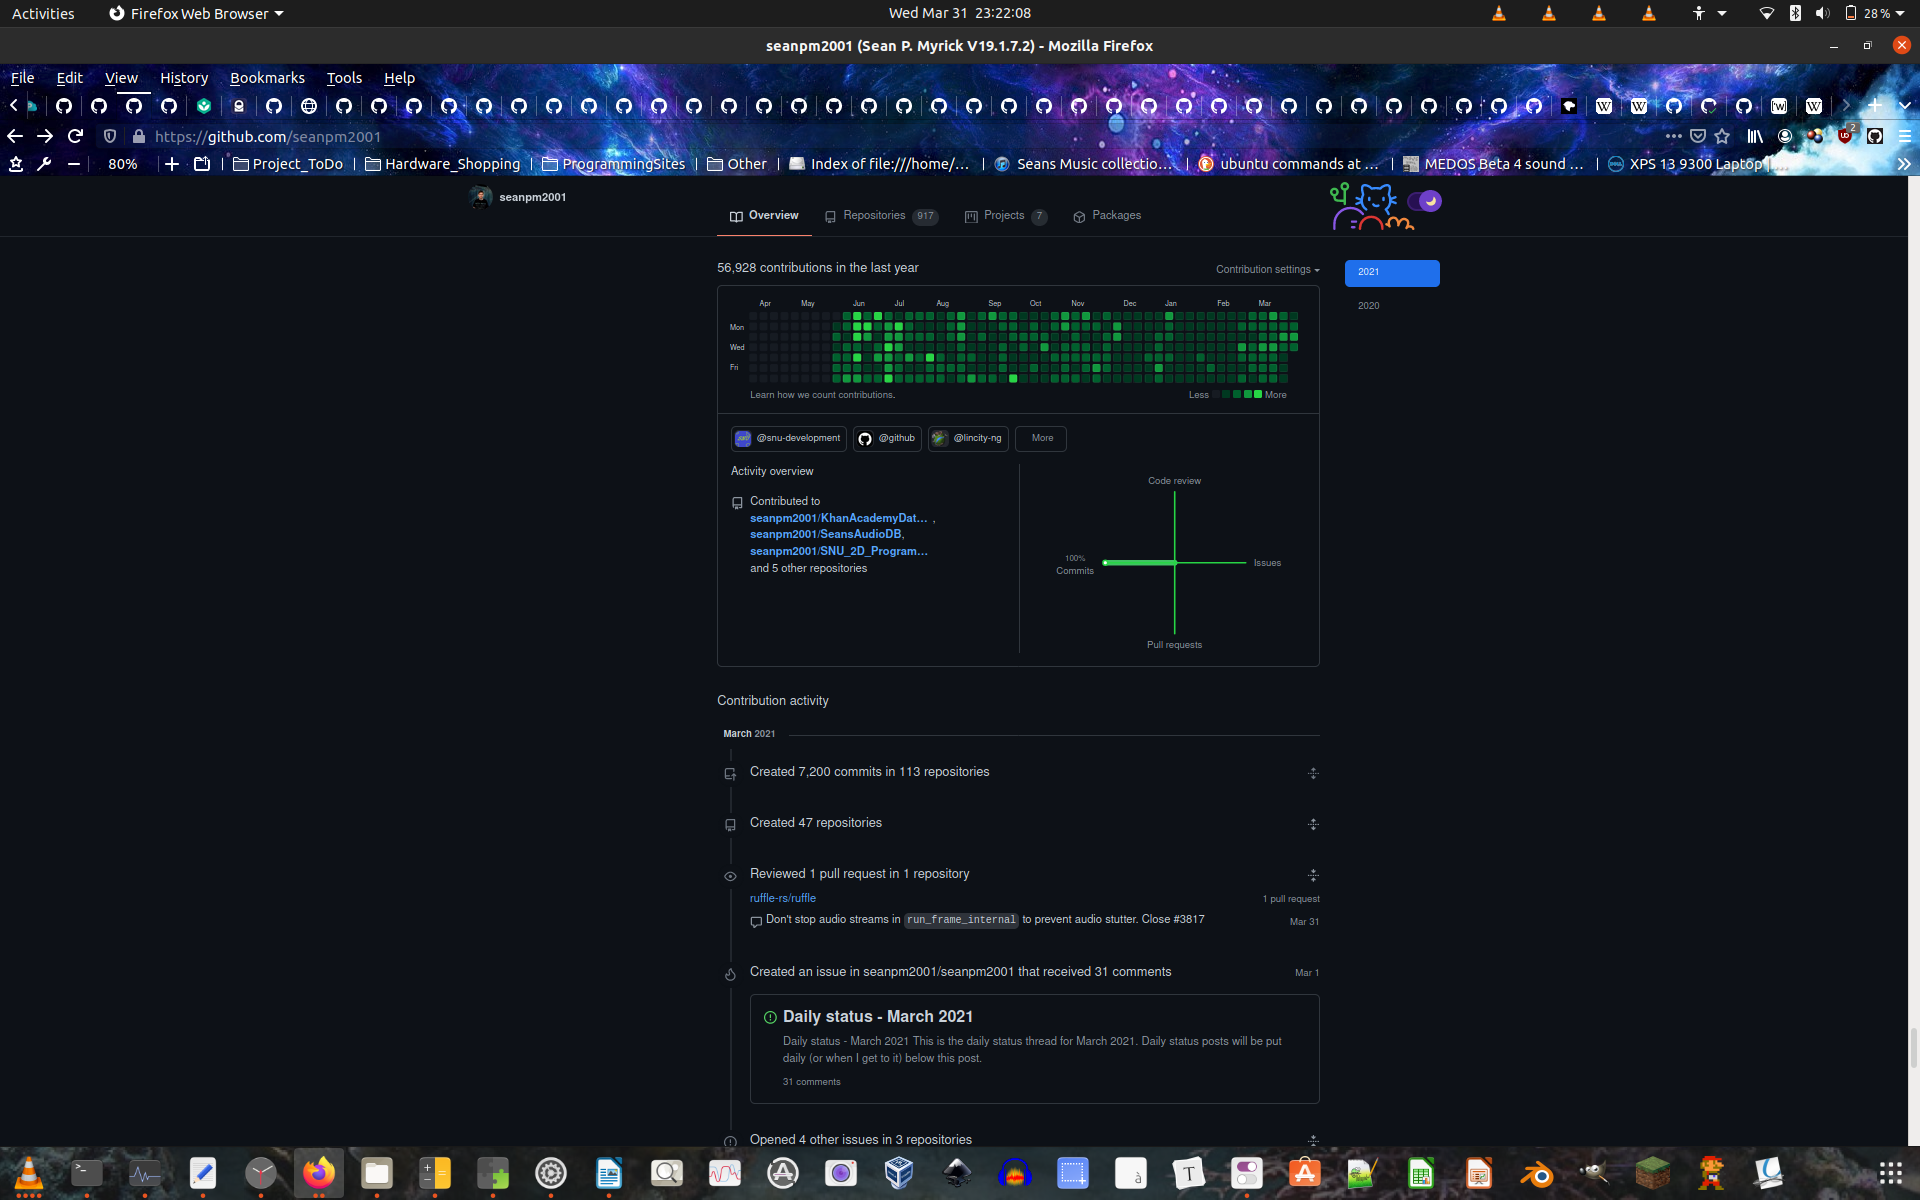 Activities
Firefox Web Browser
Wed Mar 31 23:22:08
28 %
seanpm2001 (Sean P. Myrick V19.1.7.2) - Mozilla Firefox
File Edit View History Bookmarks Tools Help
https://github.com/seanpm2001
2
80%
Project_ToDo
Hardware_Shopping
ProgrammingSites
Other
Index of file:///home/…
Seans Music collectio…
ubuntu commands at …
MEDOS Beta 4 sound …
XPS 13 9300 Laptop |…
seanpm2001
Overview
Repositories 917
Projects 7
Packages
56,928 contributions in the last year
Contribution settings
2021
2020
Apr May Jun Jul Aug Sep Oct Nov Dec Jan Feb Mar
Mon
Wed
Fri
Learn how we count contributions.
Less More
@snu-development
@github
@lincity-ng
More
Activity overview
Contributed to
seanpm2001/KhanAcademyDat… ,
seanpm2001/SeansAudioDB,
seanpm2001/SNU_2D_Program…
and 5 other repositories
Code review
100%
Commits
Issues
Pull requests
Contribution activity
March 2021
Created 7,200 commits in 113 repositories
Created 47 repositories
Reviewed 1 pull request in 1 repository
ruffle-rs/ruffle
1 pull request
Don't stop audio streams in run_frame_internal to prevent audio stutter. Close #3817
Mar 31
Created an issue in seanpm2001/seanpm2001 that received 31 comments
Mar 1
Daily status - March 2021
Daily status - March 2021 This is the daily status thread for March 2021. Daily status posts will be put
daily (or when I get to it) below this post.
31 comments
Opened 4 other issues in 3 repositories